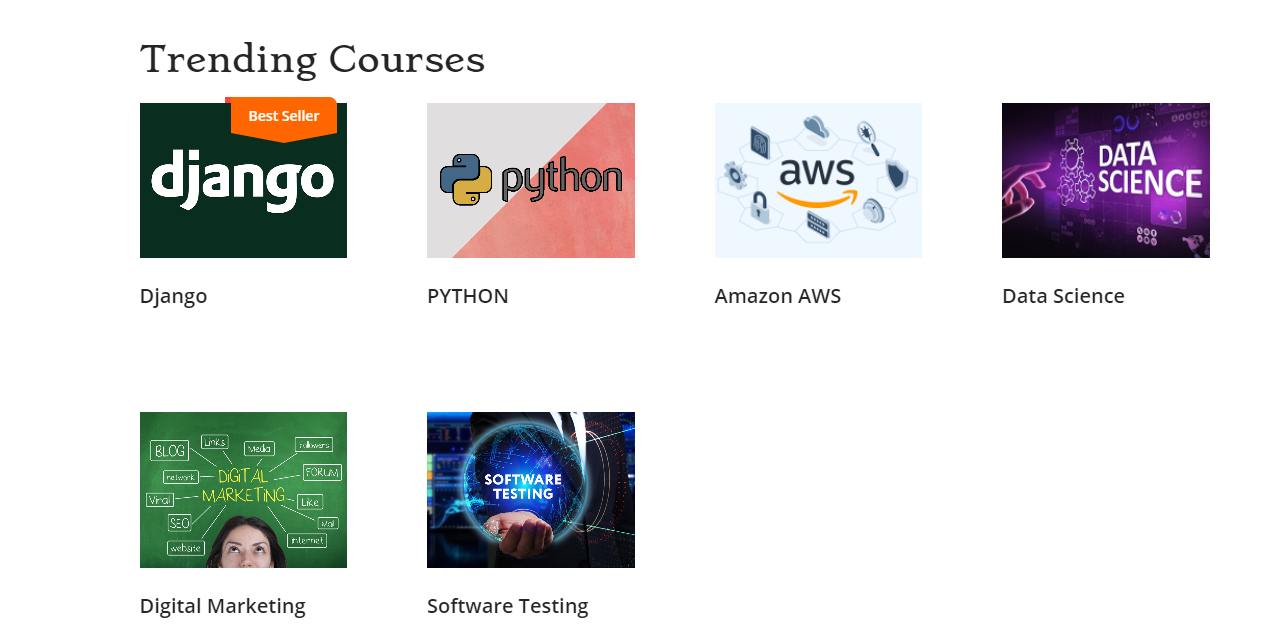 Trending Courses
Best Seller
django
python
aws
DATA
SCIENCE
Django
PYTHON
Amazon AWS
Data Science
BLOG
Links
Media
Followers
network
DIGITAL
MARKETING
FORUM
Viral
Like
SEO
Mail
website
internet
SOFTWARE
TESTING
Digital Marketing
Software Testing